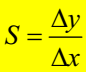 S = Δy / Δx